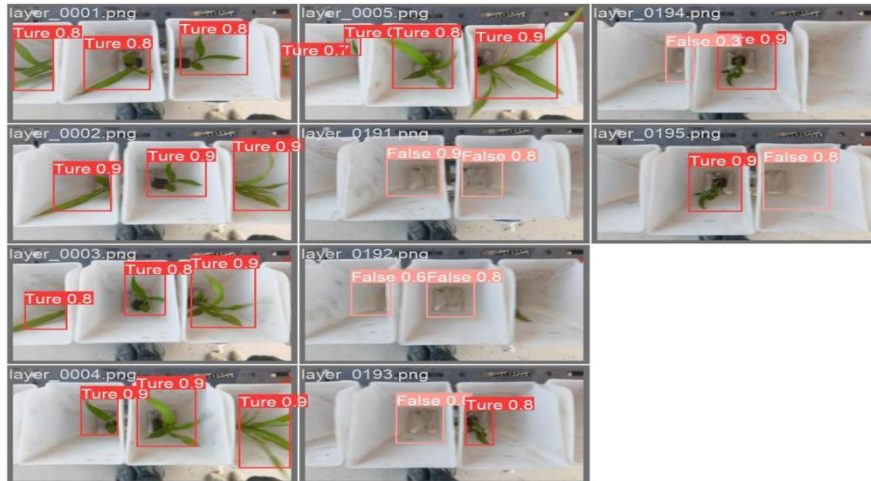 layer_0001.png
Ture 0.8
Ture 0.8
Ture 0.8
layer_0002.png
Ture 0.9
Ture 0.9
Ture 0.9
layer_0003.png
Ture 0.8
Ture 0.8
Ture 0.9
layer_0004.png
Ture 0.9
Ture 0.9
Ture 0.9
layer_0005.png
Ture 0.8
Ture 0.9
layer_0191.png
False 0.9
False 0.8
layer_0192.png
False 0.6
False 0.8
layer_0193.png
False
Ture 0.8
layer_0194.png
False 0.3
0.9
layer_0195.png
Ture 0.9
False 0.8